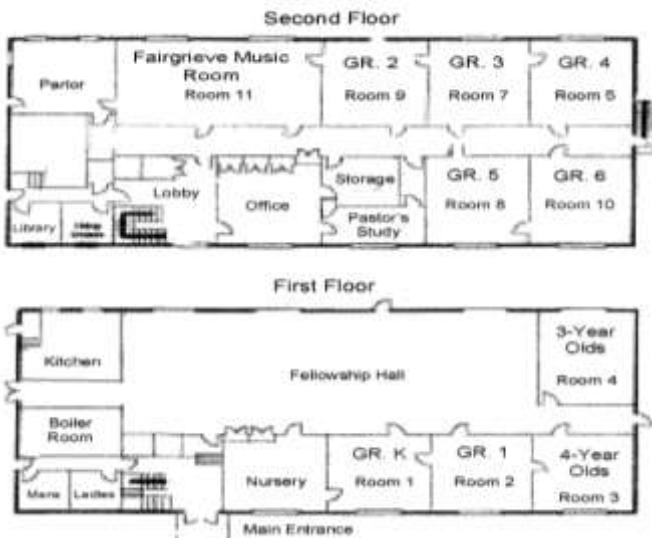 Second Floor
Parlor
Fairgrieve Music
Room
Room 11
GR. 2
Room 9
GR. 3
Room 7
GR. 4
Room 5
Lobby
Office
Storage
Pastor's
Study
GR. 5
Room 8
GR. 6
Room 10
Library
First Floor
Kitchen
Fellowship Hall
3-Year
Olds
Room 4
Boiler
Room
Mens
Ladies
Nursery
GR. K
Room 1
GR. 1
Room 2
4-Year
Olds
Room 3
Main Entrance